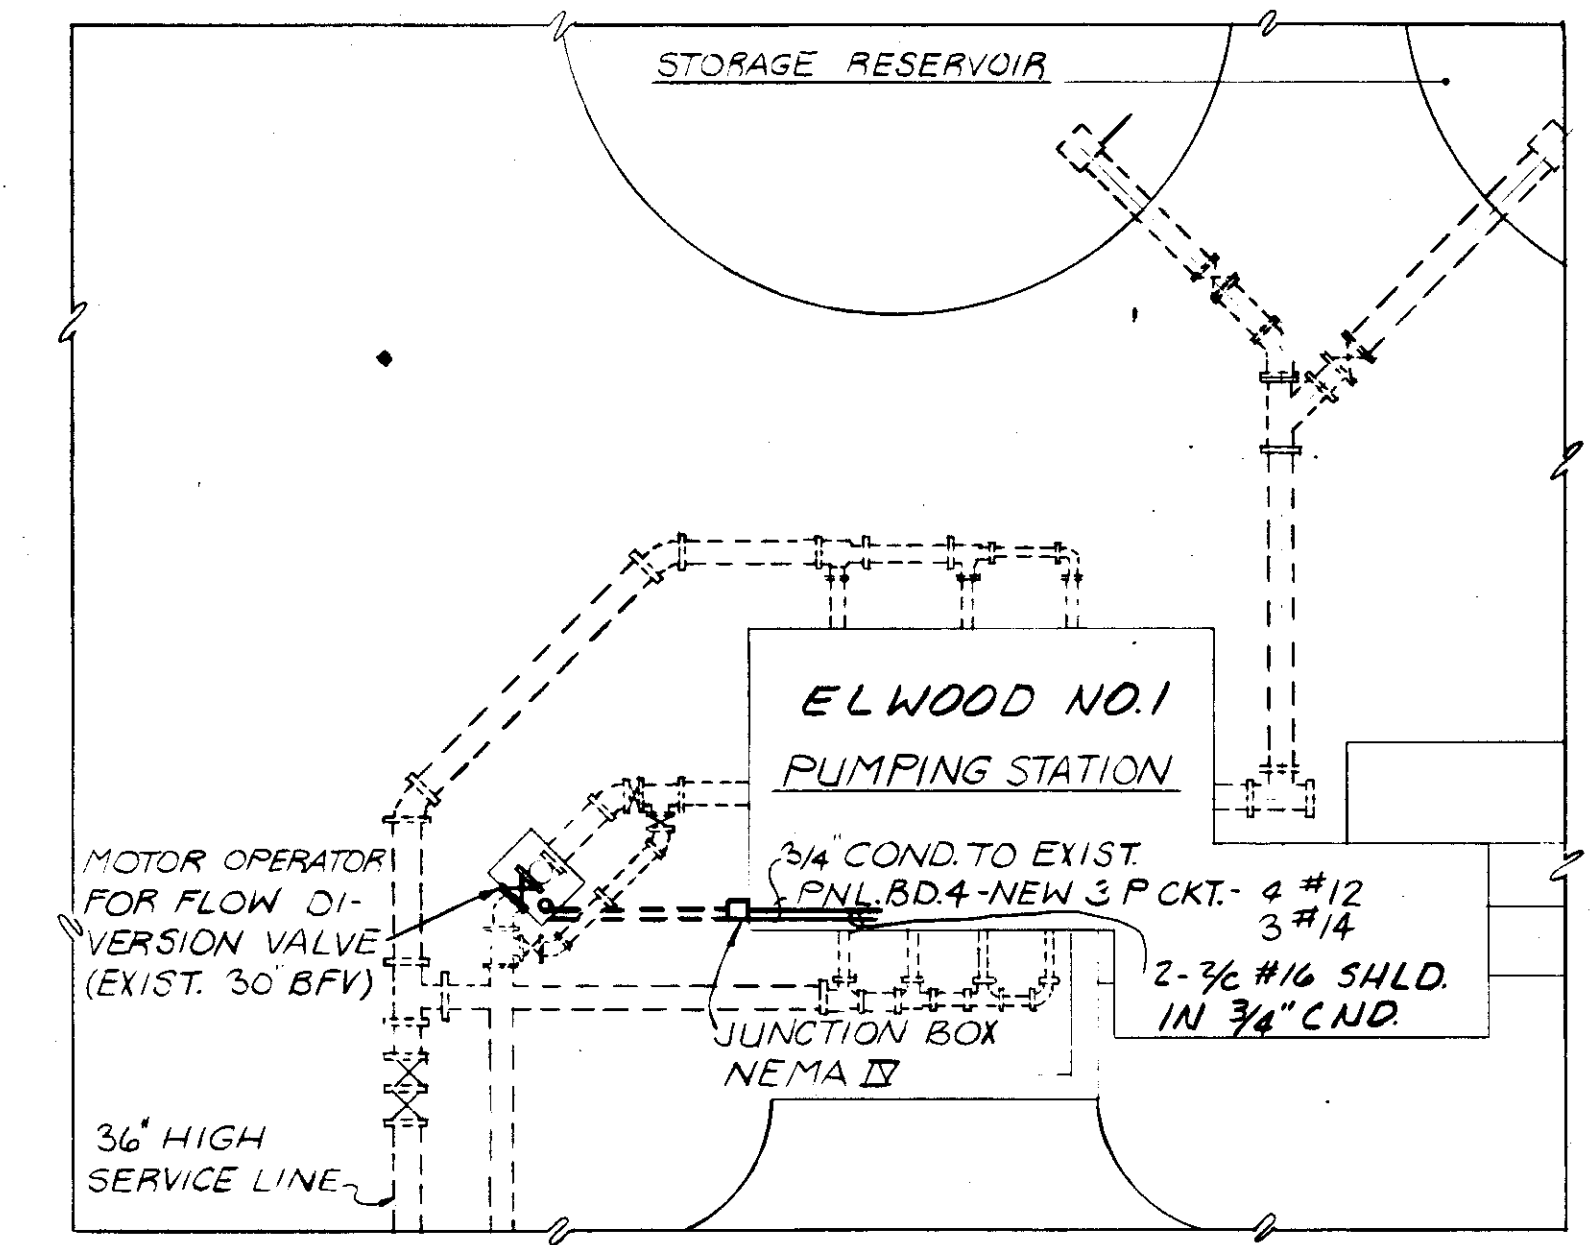 STORAGE RESERVOIR
ELWOOD NO.1
PUMPING STATION
MOTOR OPERATOR
FOR FLOW DI-
VERSION VALVE
(EXIST. 30" BFV)
3/4" COND. TO EXIST.
PNL.BD.4-NEW 3 P CKT.- 4 #12
3 #14
2-2/c #16 SHLD.
IN 3/4" CND.
JUNCTION BOX
NEMA IV
36" HIGH
SERVICE LINE